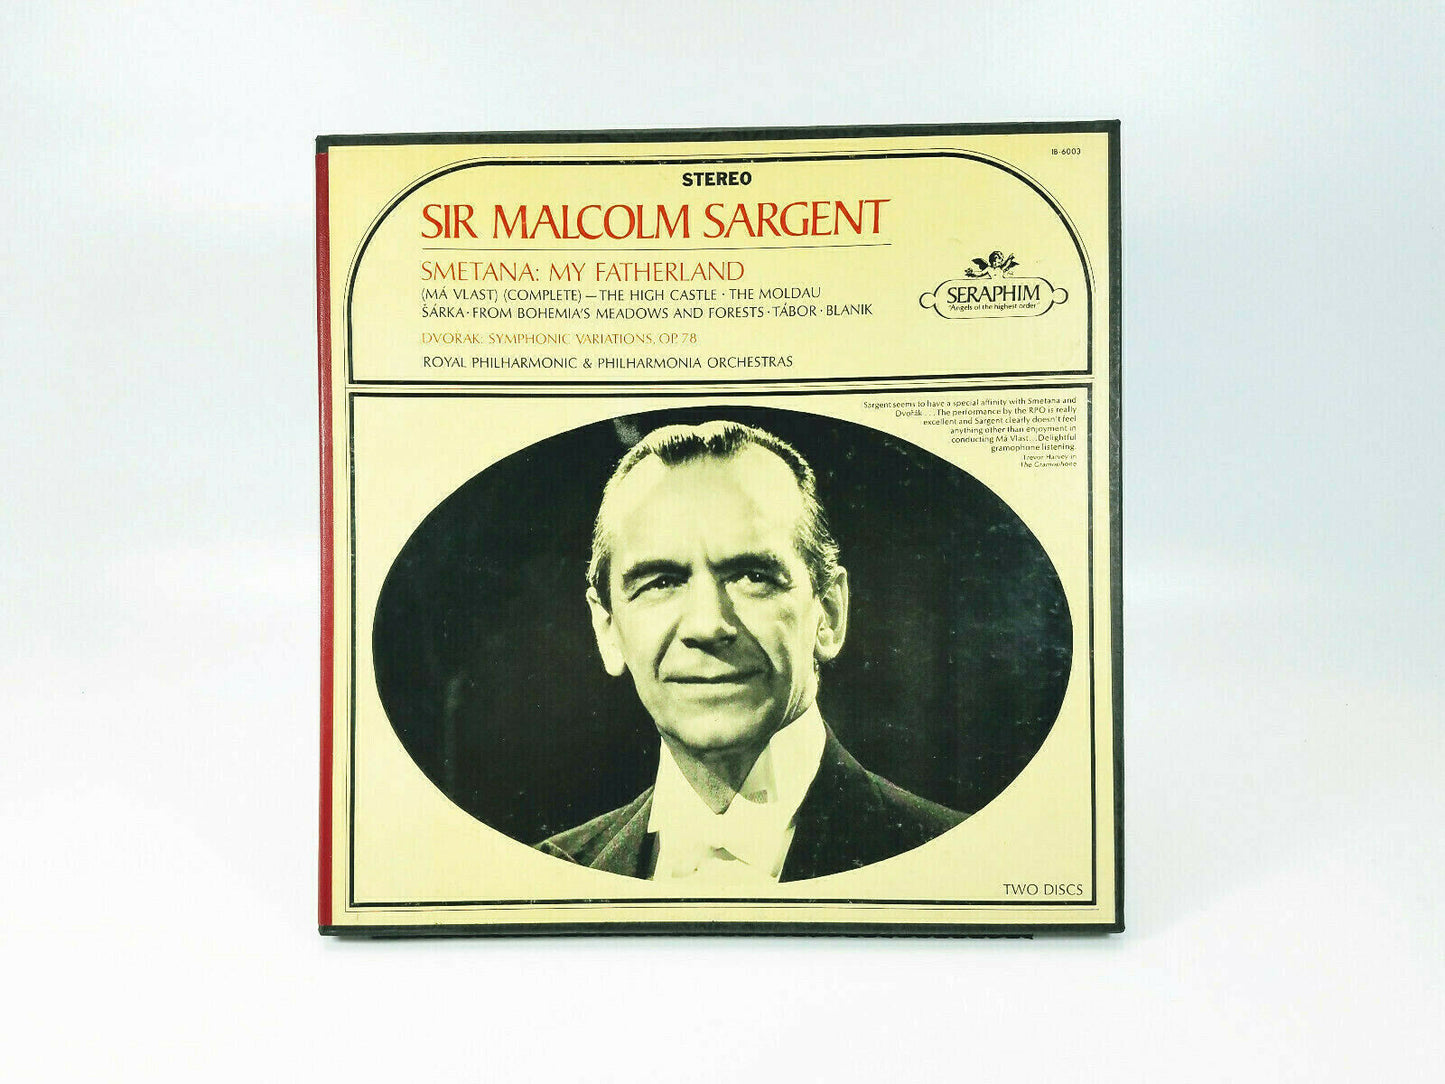 IB-6003
STEREO
SIR MALCOLM SARGENT
SMETANA: MY FATHERLAND
(MÁ VLAST) (COMPLETE)—THE HIGH CASTLE · THE MOLDAU
ŠÁRKA · FROM BOHEMIA'S MEADOWS AND FORESTS · TÁBOR · BLANIK
DVOŘÁK: SYMPHONIC VARIATIONS, OP. 78
ROYAL PHILHARMONIC & PHILHARMONIA ORCHESTRAS
SERAPHIM
"Angels of the highest order"
Sargent seems to have a special affinity with Smetana and
Dvořák . . . The performance by the RPO is really
excellent and Sargent clearly doesn't feel
anything other than enjoyment in
conducting Má Vlast...Delightful
gramophone listening.
Trevor Harvey in
The Gramophone
TWO DISCS